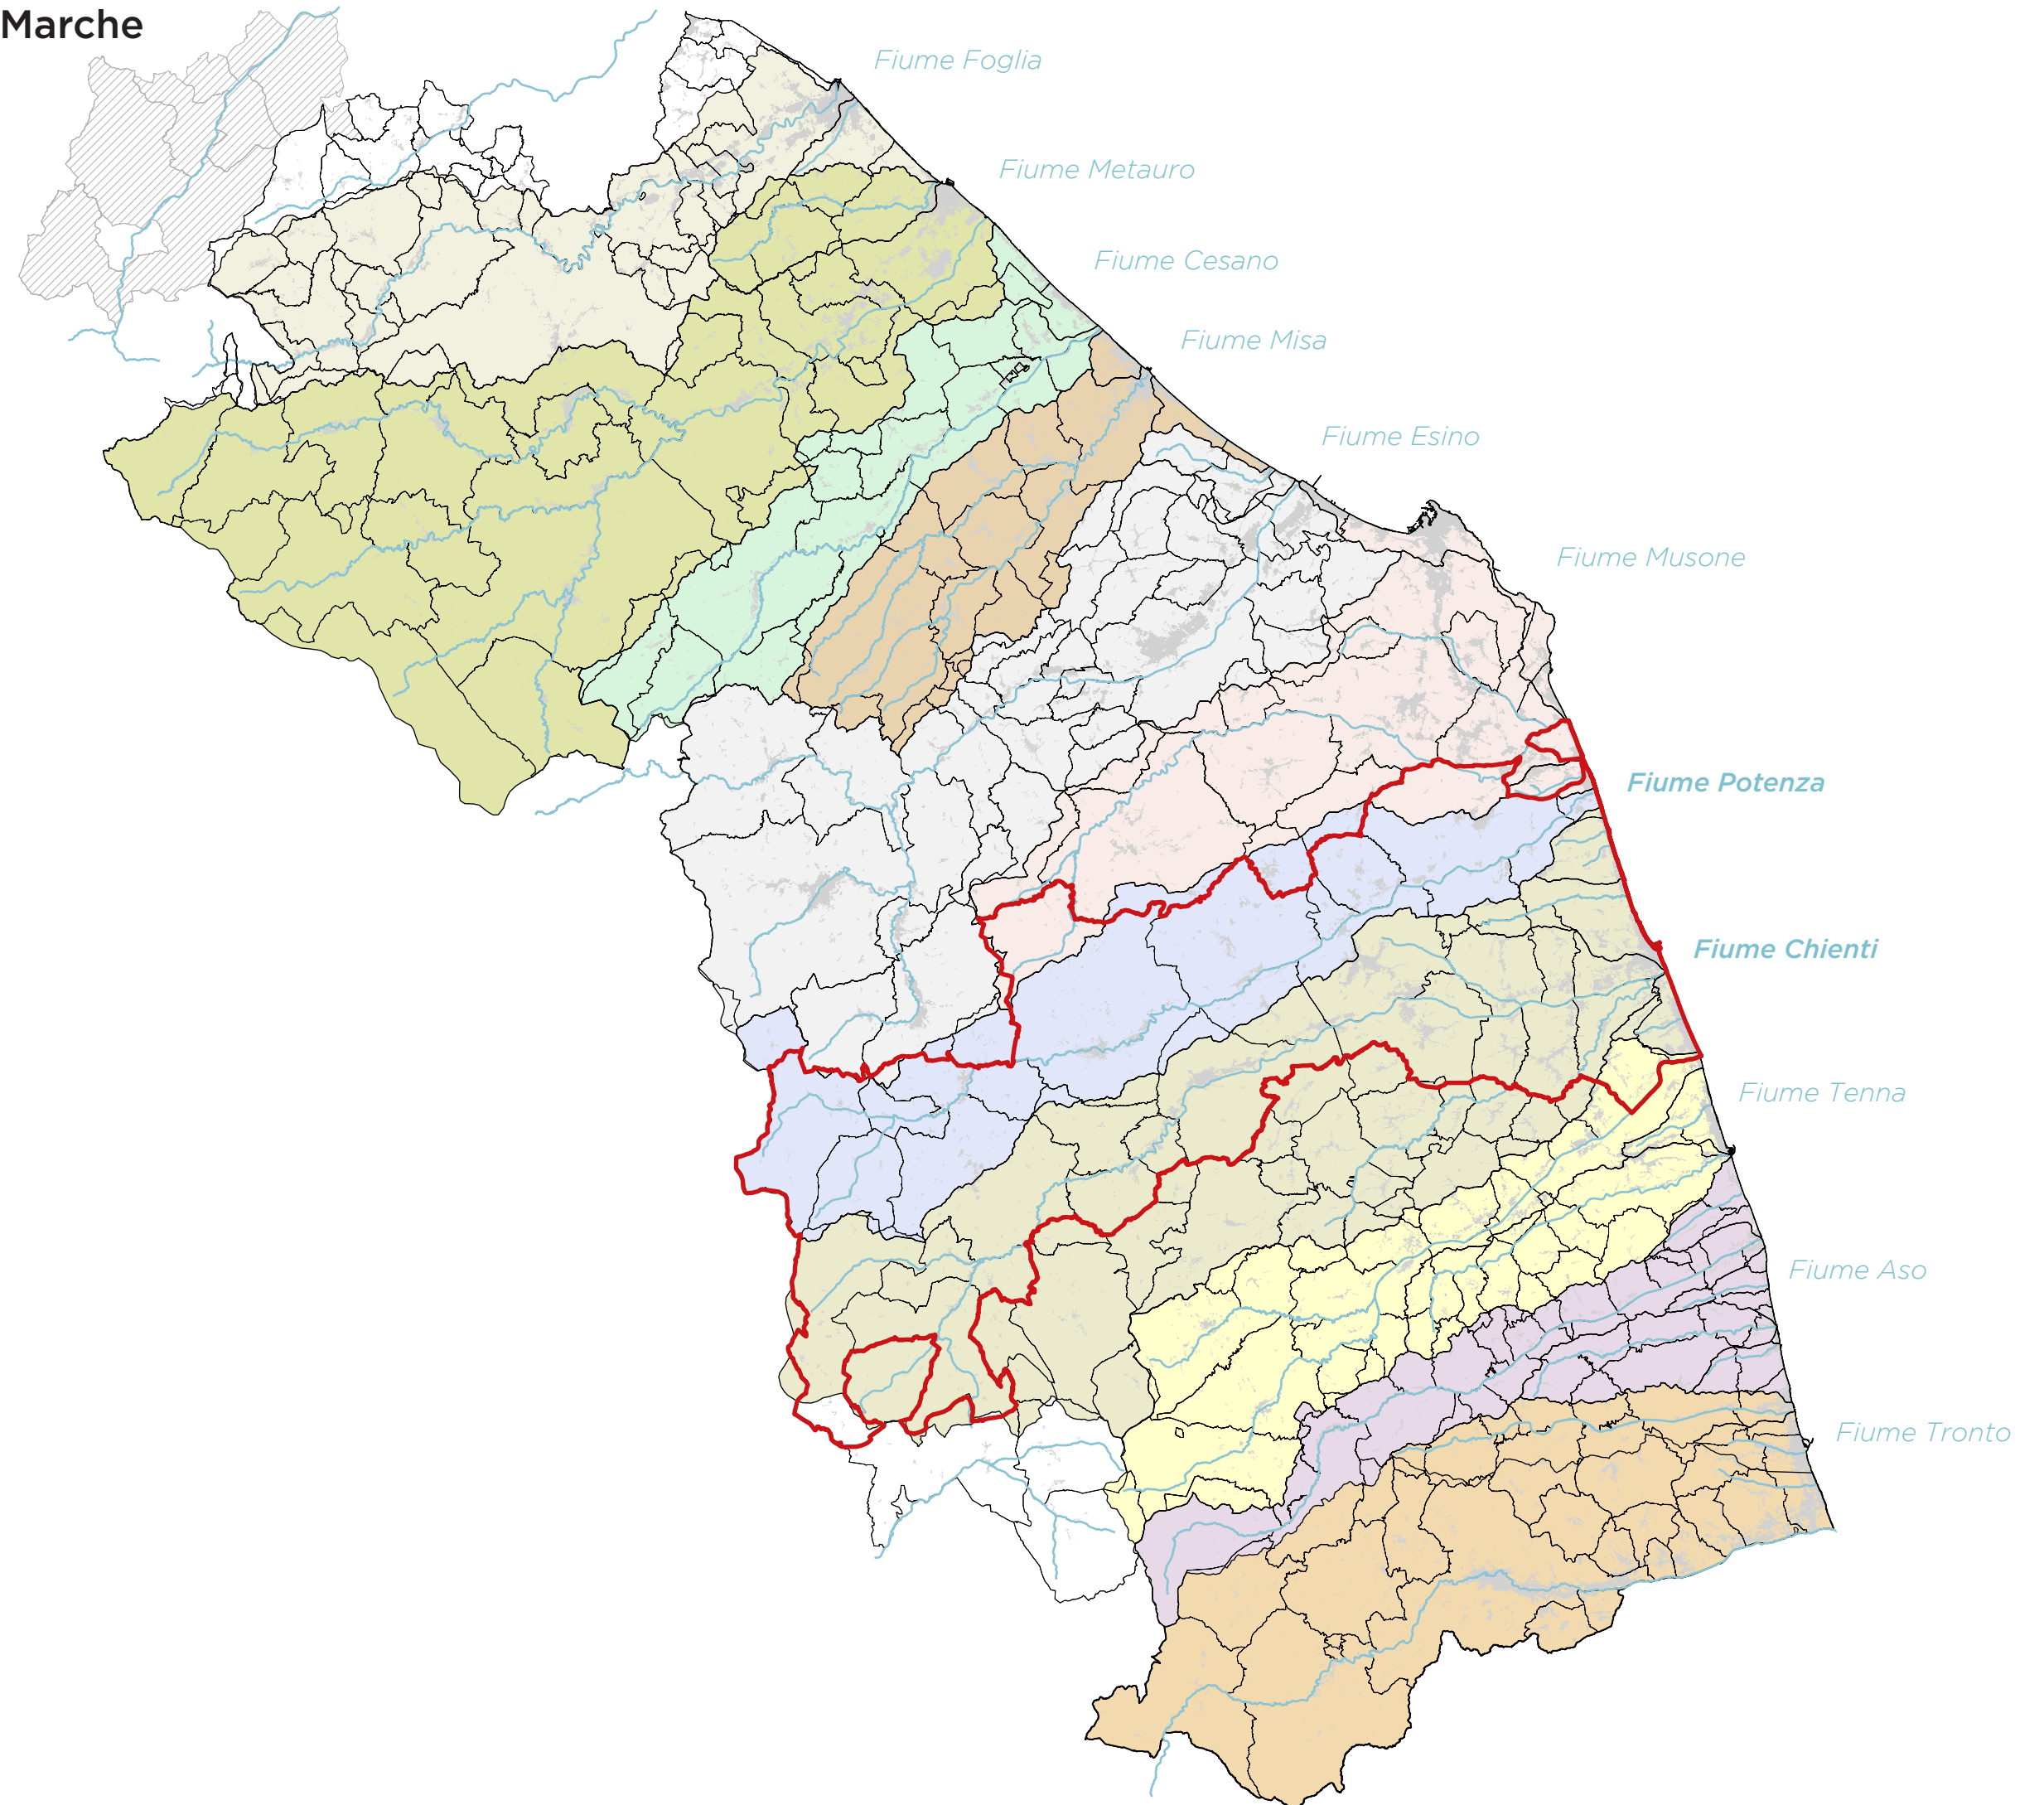 Marche
Fiume Foglia
Fiume Metauro
Fiume Cesano
Fiume Misa
Fiume Esino
Fiume Musone
Fiume Potenza
Fiume Chienti
Fiume Tenna
Fiume Aso
Fiume Tronto